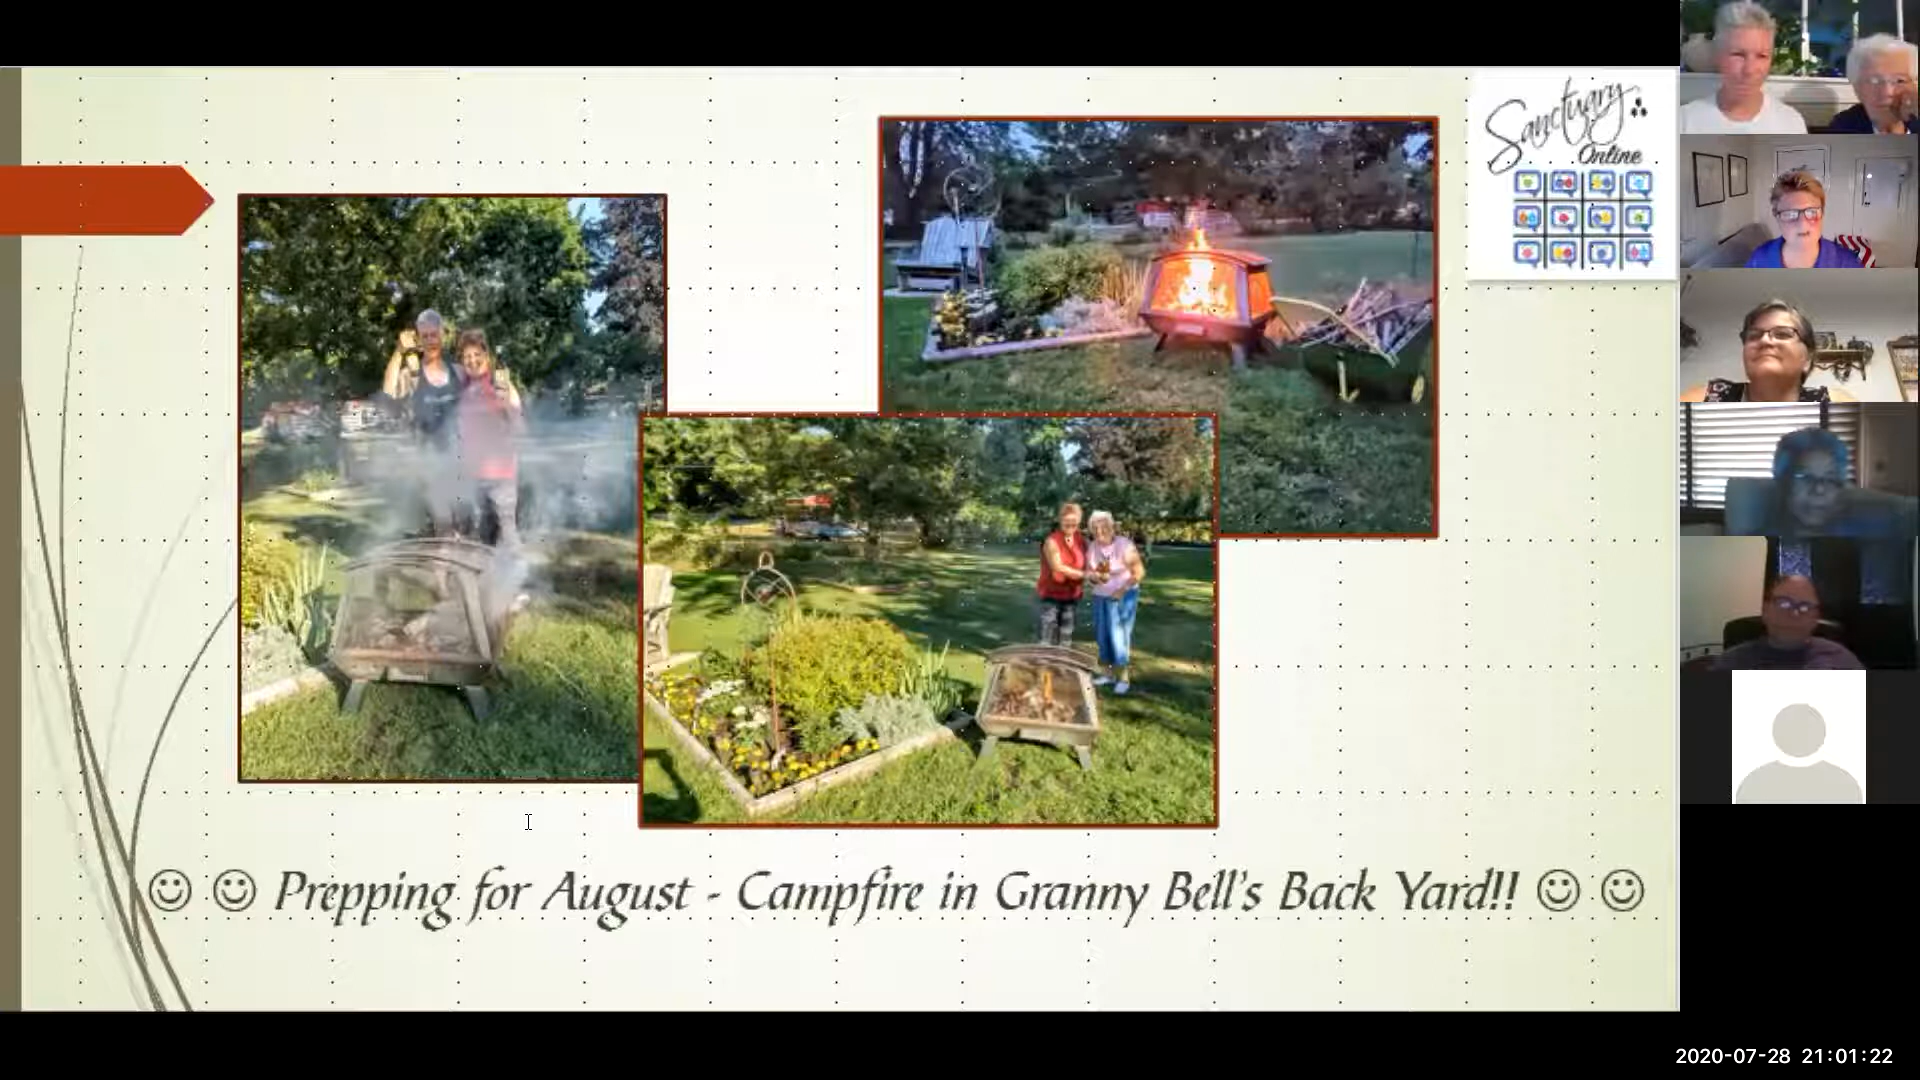 Sanctuary
Online
☺ ☺ Prepping for August - Campfire in Granny Bell's Back Yard!! ☺ ☺
2020-07-28 21:01:22